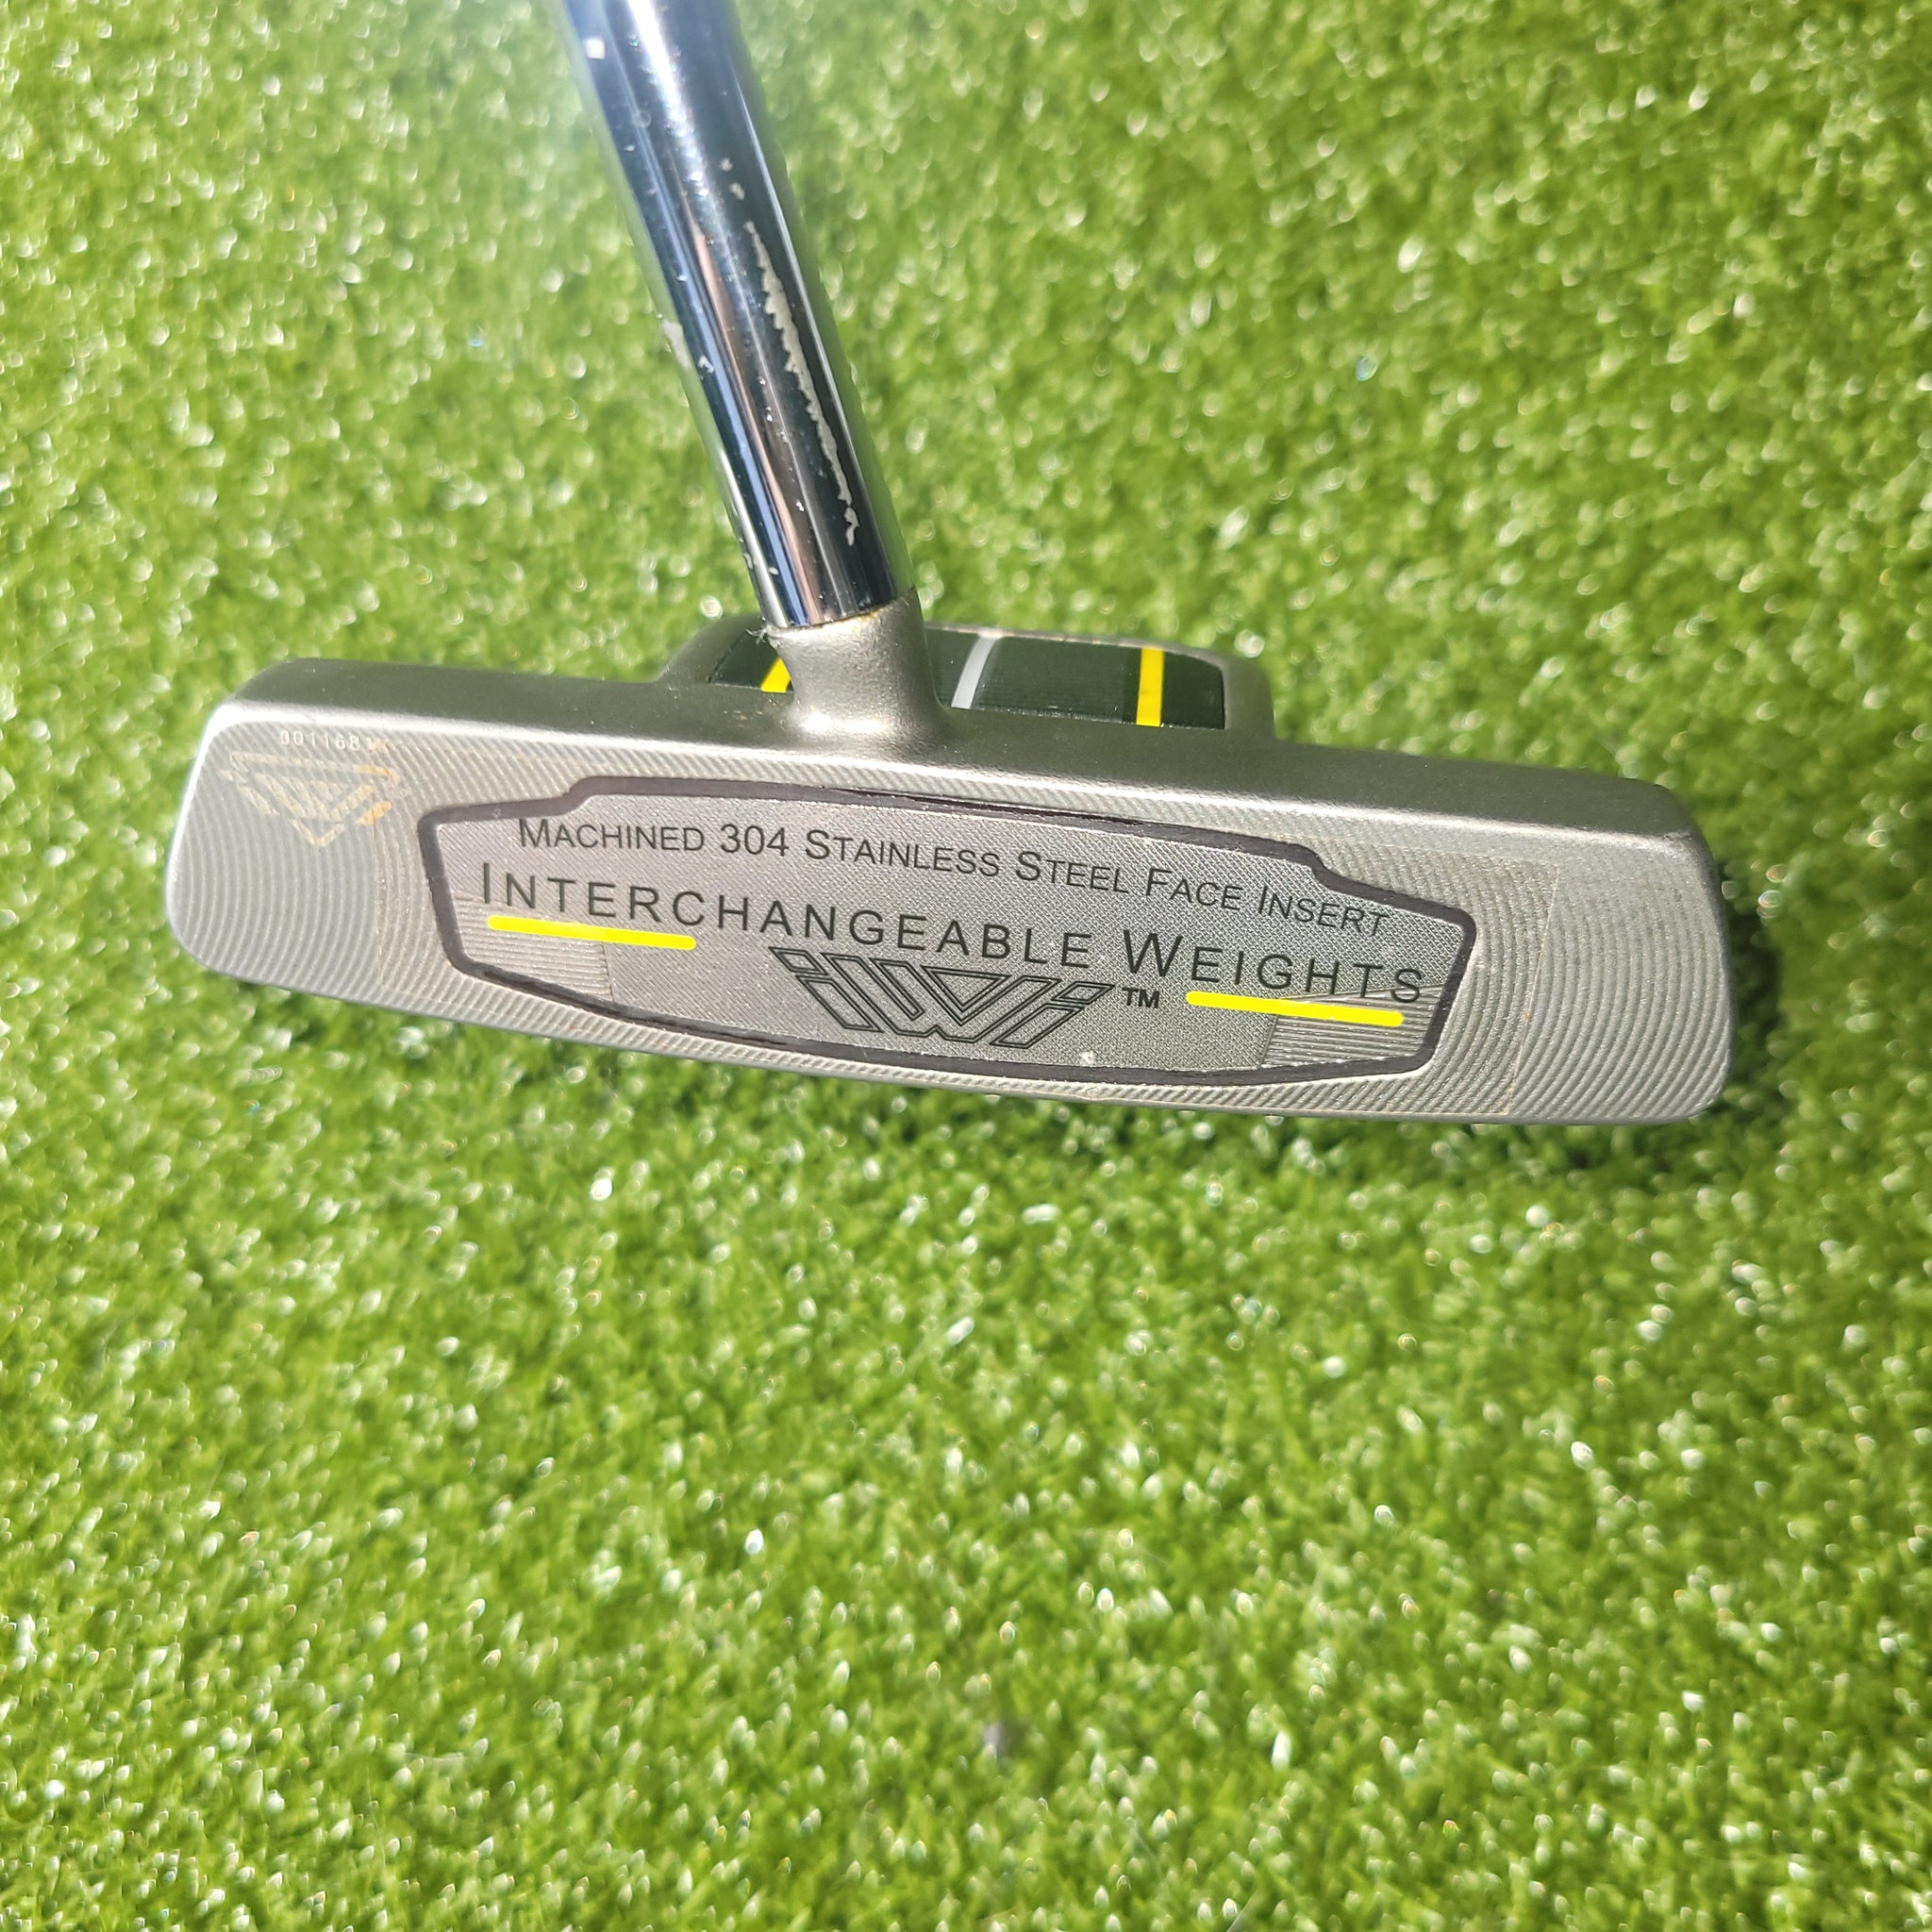 MACHINED 304 STAINLESS STEEL FACE INSERT
INTERCHANGEABLE WEIGHTS
iWi™